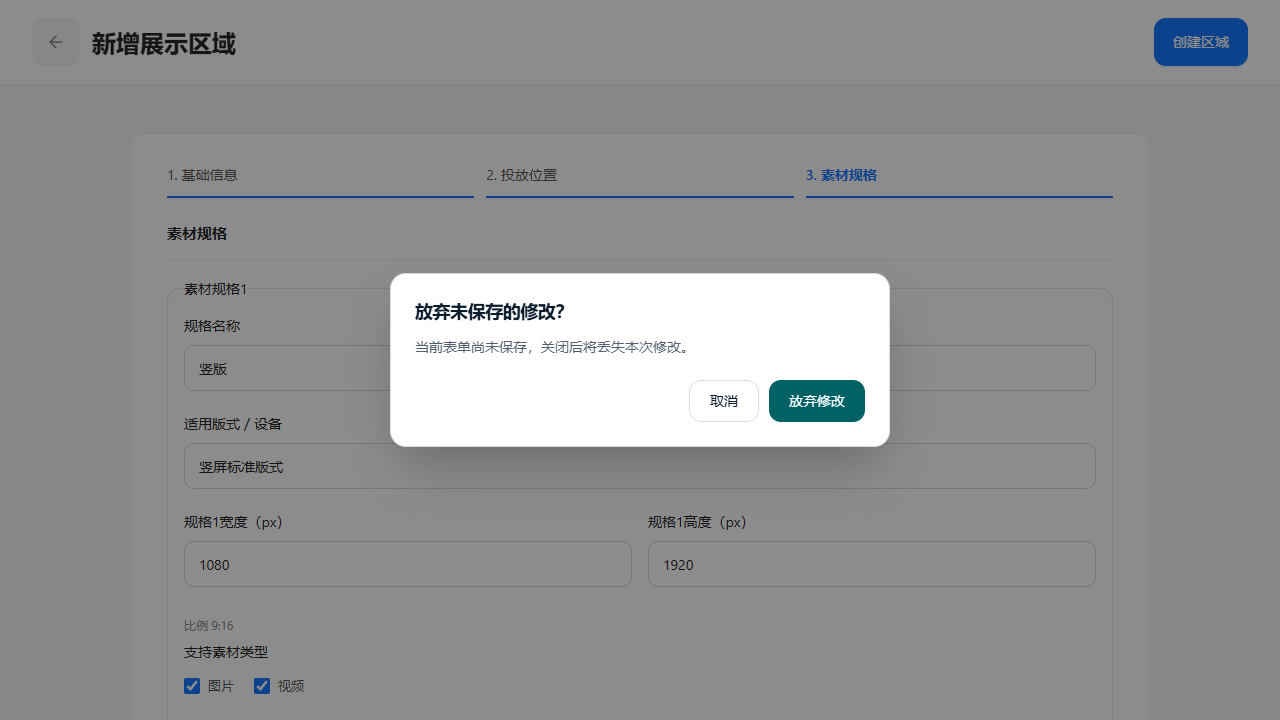 新增展示区域
创建区域
1. 基础信息
2. 投放位置
3. 素材规格
素材规格
素材规格1
规格名称
竖版
放弃未保存的修改?
当前表单尚未保存，关闭后将丢失本次修改。
取消
放弃修改
适用版式 / 设备
竖屏标准版式
规格1宽度（px）
规格1高度（px）
1080
1920
比例 9:16
支持素材类型
图片
视频